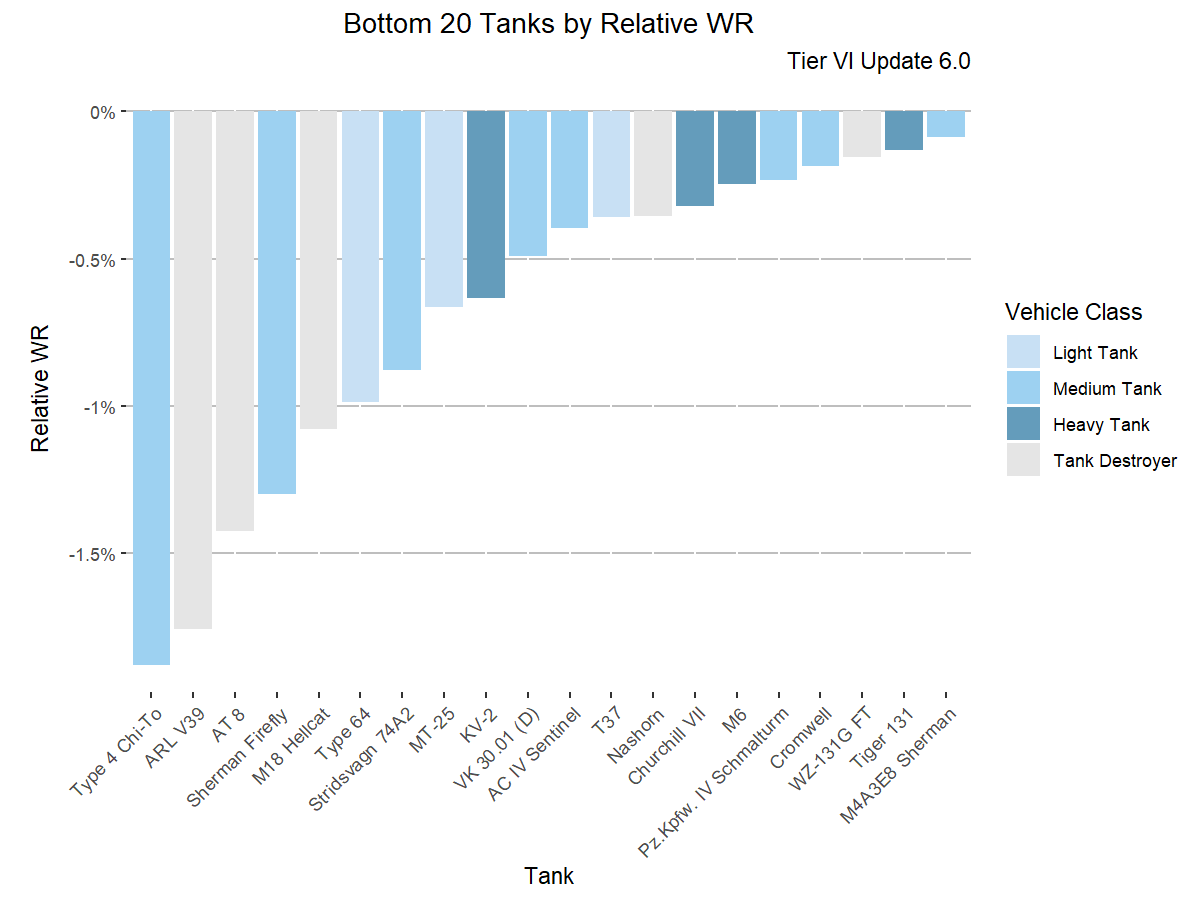 Bottom 20 Tanks by Relative WR
Tier VI Update 6.0
0%
-0.5%
-1%
-1.5%
Relative WR
Type 4 Chi-To
ARL V39
AT 8
Sherman Firefly
M18 Hellcat
Type 64
Stridsvagn 74A2
MT-25
KV-2
VK 30.01 (D)
AC IV Sentinel
T37
Nashorn
Churchill VII
M6
Pz.Kpfw. IV Schmalturm
Cromwell
WZ-131G FT
Tiger 131
M4A3E8 Sherman
Tank
Vehicle Class
Light Tank
Medium Tank
Heavy Tank
Tank Destroyer